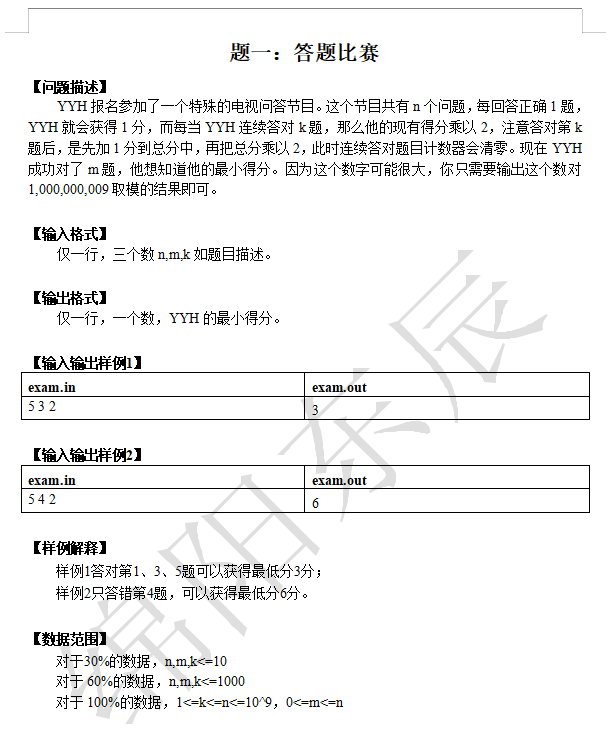 题一：答题比赛
【问题描述】
YYH 报名参加了一个特殊的电视问答节目。这个节目共有 n 个问题，每回答正确 1 题，
YYH 就会获得 1 分，而每当 YYH 连续答对 k 题，那么他的现有得分乘以 2，注意答对第 k
题后，是先加 1 分到总分中，再把总分乘以 2，此时连续答对题目计数器会清零。现在 YYH
成功对了 m 题，他想知道他的最小得分。因为这个数字可能很大，你只需要输出这个数对
1,000,000,009 取模的结果即可。
【输入格式】
仅一行，三个数 n,m,k 如题目描述。
【输出格式】
仅一行，一个数，YYH 的最小得分。
【输入输出样例1】
exam.in exam.out
5 3 2 3
【输入输出样例2】
exam.in exam.out
5 4 2 6
【样例解释】
样例1答对第1、3、5题可以获得最低分3分；
样例2只答错第4题，可以获得最低分6分。
【数据范围】
对于30%的数据，n,m,k<=10
对于 60%的数据，n,m,k<=1000
对于 100%的数据，1<=k<=n<=10^9，0<=m<=n
绵阳东辰